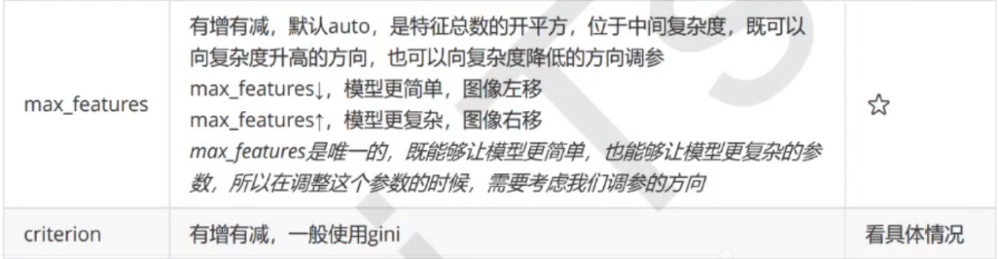 有增有减，默认auto，是特征总数的开平方，位于中间复杂度，既可以
向复杂度升高的方向，也可以向复杂度降低的方向调参
max_features↓，模型更简单，图像左移
max_features
☆
max_features↑，模型更复杂，图像右移
max_features是唯一的，既能够让模型更简单，也能够让模型更复杂的参
数，所以在调整这个参数的时候，需要考虑我们调参的方向
criterion
有增有减，一般使用gini
看具体情况